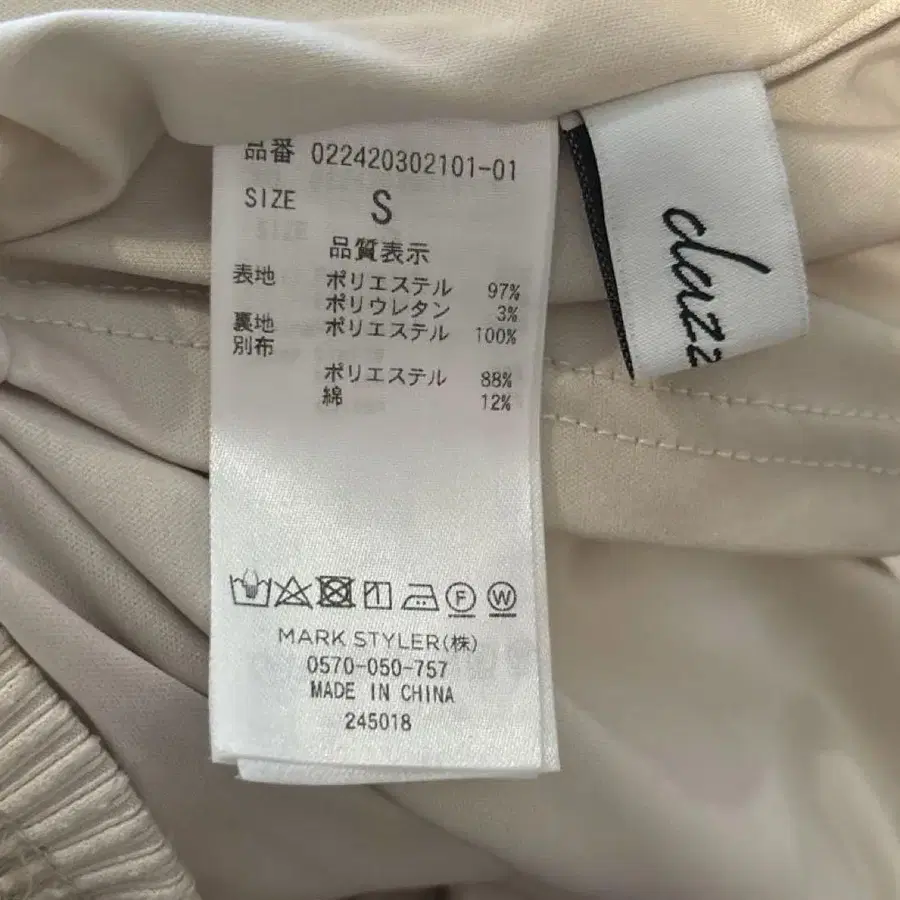 品番 022420302101-01
SIZE S
品質表示
表地 ポリエステル 97%
ポリウレタン 3%
裏地 ポリエステル 100%
別布
ポリエステル 88%
綿 12%
F W
MARK STYLER(株)
0570-050-757
MADE IN CHINA
245018
dazz